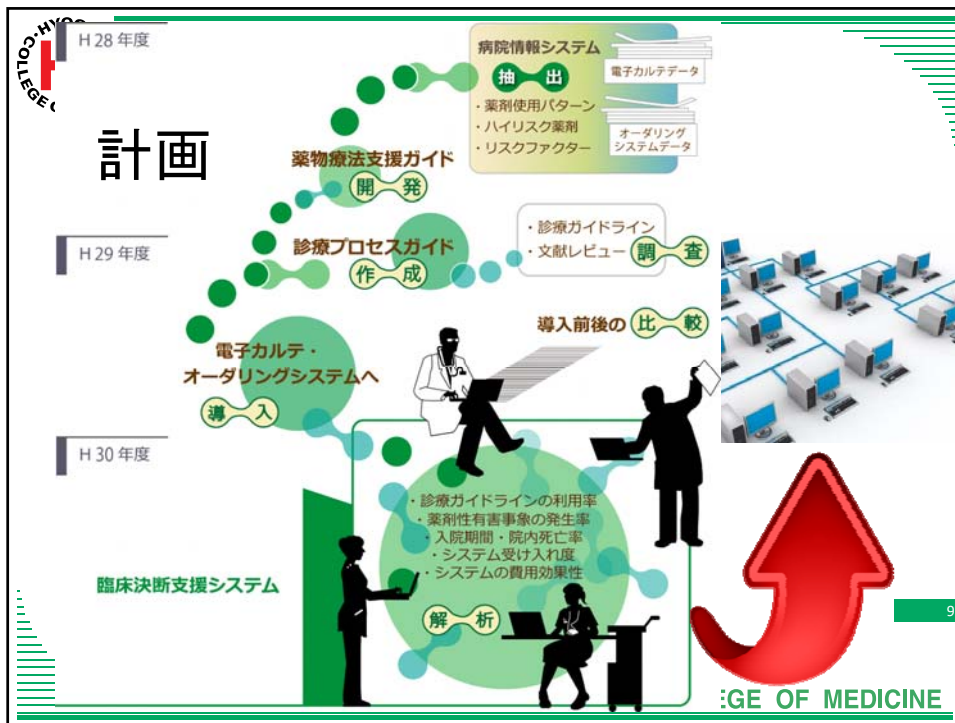 HYOG
COLLEGE O
H 28 年度
計画
病院情報システム
抽 出
・薬剤使用パターン
・ハイリスク薬剤
・リスクファクター
電子カルテデータ
オーダリング
システムデータ
薬物療法支援ガイド
開 発
H 29 年度
診療プロセスガイド
作 成
・診療ガイドライン
・文献レビュー
調 査
導入前後の 比 較
電子カルテ・
オーダリングシステムへ
導 入
H 30 年度
・診療ガイドラインの利用率
・薬剤性有害事象の発生率
・入院期間・院内死亡率
・システム受け入れ度
・システムの費用効果性
臨床決断支援システム
解 析
9
EGE OF MEDICINE